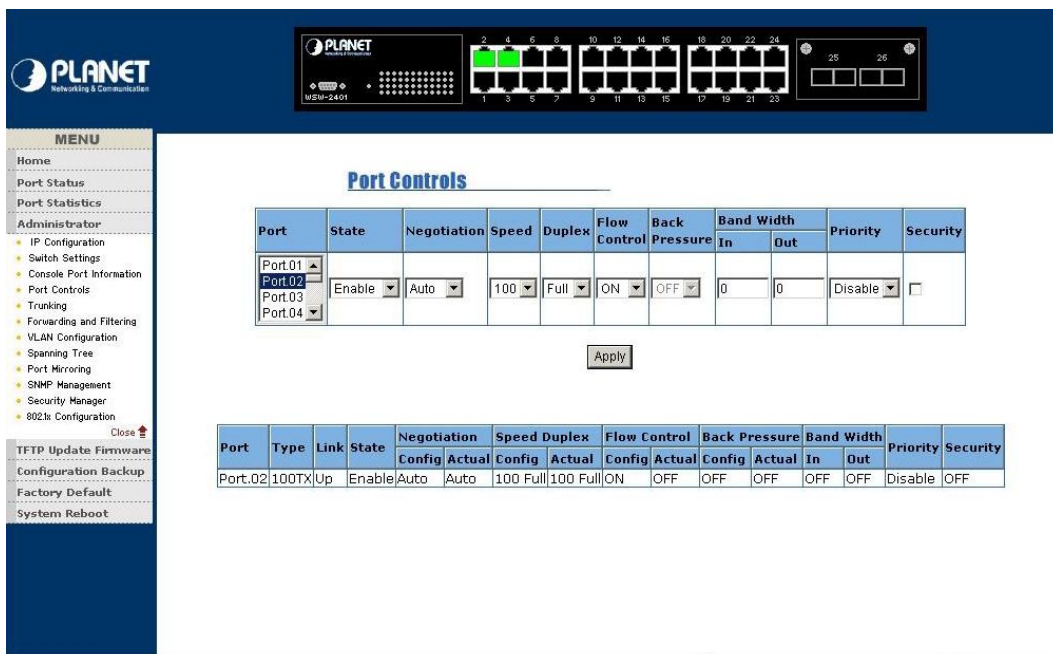 PLANET
Networking & Communication
PLANET
Networking & Communication
WSW-2401
2 4 6 8 10 12 14 16 18 20 22 24
1 3 5 7 9 11 13 15 17 19 21 23
25 26
MENU
Home
Port Status
Port Statistics
Administrator
IP Configuration
Switch Settings
Console Port Information
Port Controls
Trunking
Forwarding and Filtering
VLAN Configuration
Spanning Tree
Port Mirroring
SNMP Management
Security Manager
802.1x Configuration
Close
TFTP Update Firmware
Configuration Backup
Factory Default
System Reboot
Port Controls
Port State Negotiation Speed Duplex Flow Control Back Pressure Band Width Priority Security
In Out
Port.01
Port.02
Port.03
Port.04
Enable Auto 100 Full ON OFF 0 0 Disable
Apply
Port Type Link State Negotiation Speed Duplex Flow Control Back Pressure Band Width Priority Security
Config Actual Config Actual Config Actual Config Actual In Out
Port.02 100TX Up Enable Auto Auto 100 Full 100 Full ON OFF OFF OFF OFF OFF Disable OFF